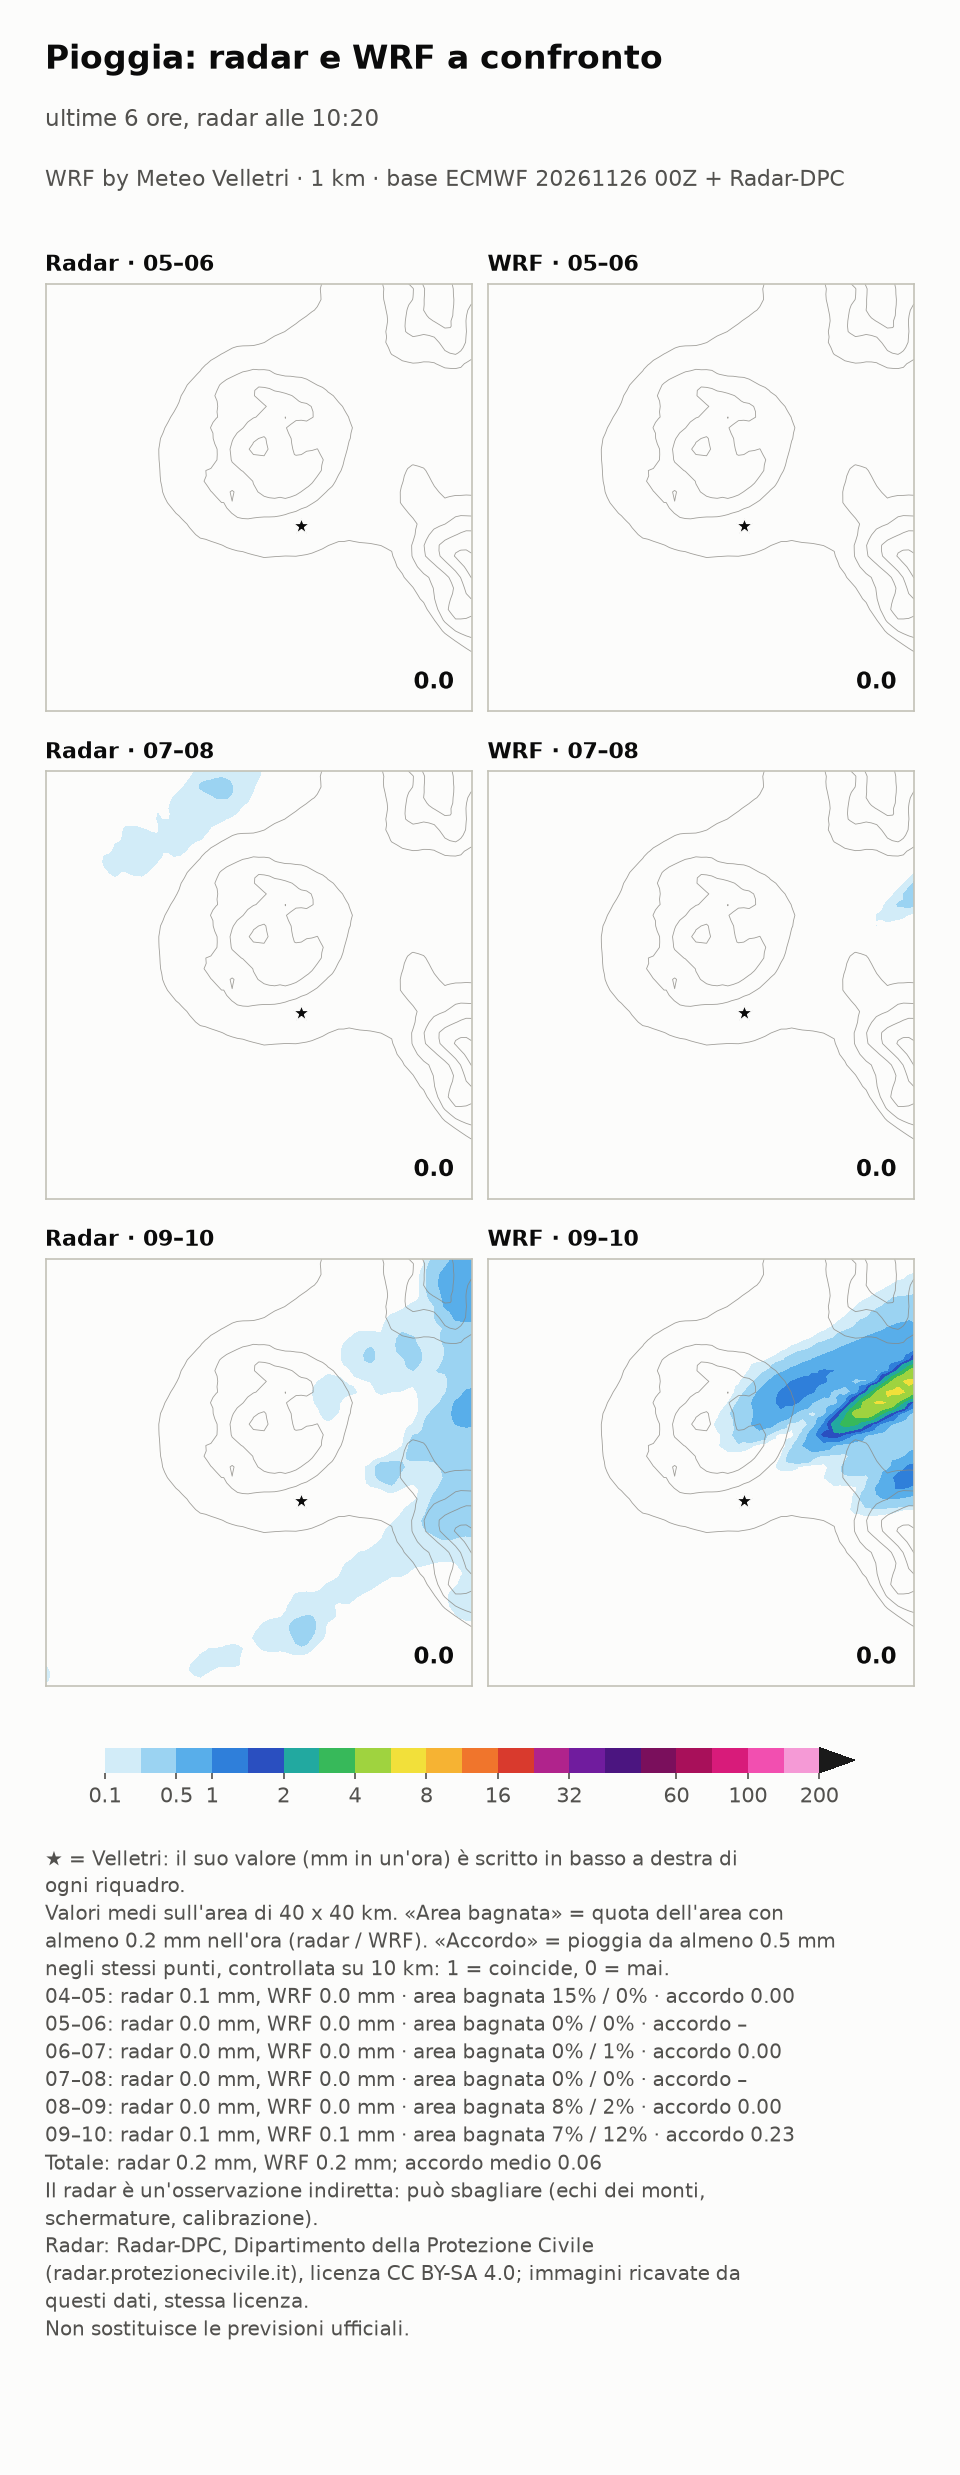 Pioggia: radar e WRF a confronto
ultime 6 ore, radar alle 10:20
WRF by Meteo Velletri · 1 km · base ECMWF 20261126 00Z + Radar-DPC
Radar · 05–06
WRF · 05–06
0.0
0.0
Radar · 07–08
WRF · 07–08
0.0
0.0
Radar · 09–10
WRF · 09–10
0.0
0.0
0.1 0.5 1 2 4 8 16 32 60 100 200
★ = Velletri: il suo valore (mm in un'ora) è scritto in basso a destra di
ogni riquadro.
Valori medi sull'area di 40 x 40 km. «Area bagnata» = quota dell'area con
almeno 0.2 mm nell'ora (radar / WRF). «Accordo» = pioggia da almeno 0.5 mm
negli stessi punti, controllata su 10 km: 1 = coincide, 0 = mai.
04–05: radar 0.1 mm, WRF 0.0 mm · area bagnata 15% / 0% · accordo 0.00
05–06: radar 0.0 mm, WRF 0.0 mm · area bagnata 0% / 0% · accordo –
06–07: radar 0.0 mm, WRF 0.0 mm · area bagnata 0% / 1% · accordo 0.00
07–08: radar 0.0 mm, WRF 0.0 mm · area bagnata 0% / 0% · accordo –
08–09: radar 0.0 mm, WRF 0.0 mm · area bagnata 8% / 2% · accordo 0.00
09–10: radar 0.1 mm, WRF 0.1 mm · area bagnata 7% / 12% · accordo 0.23
Totale: radar 0.2 mm, WRF 0.2 mm; accordo medio 0.06
Il radar è un'osservazione indiretta: può sbagliare (echi dei monti,
schermature, calibrazione).
Radar: Radar-DPC, Dipartimento della Protezione Civile
(radar.protezionecivile.it), licenza CC BY-SA 4.0; immagini ricavate da
questi dati, stessa licenza.
Non sostituisce le previsioni ufficiali.